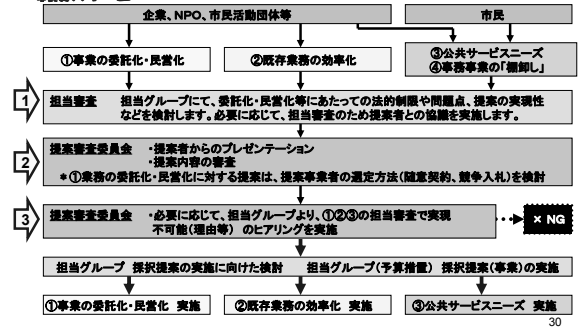 企業、NPO、市民活動団体等
市民
①事業の委託化・民営化
②既存業務の効率化
③公共サービスニーズ
④事務事業の「棚卸し」
1
担当審査 担当グループにて、委託化・民営化等にあたっての法的制限や問題点、提案の実現性
などを検討します。必要に応じて、担当審査のため提案者との協議を実施します。
2
提案審査委員会 ・提案者からのプレゼンテーション
・提案内容の審査
＊①業務の委託化・民営化に対する提案は、提案事業者の選定方法(随意契約、競争入札)を検討
3
提案審査委員会 ・必要に応じて、担当グループより、①②③の担当審査で実現
不可能(理由等) のヒアリングを実施
× NG
担当グループ 採択提案の実施に向けた検討 担当グループ(予算措置) 採択提案(事業)の実施
①事業の委託化・民営化 実施
②既存業務の効率化 実施
③公共サービスニーズ 実施
30